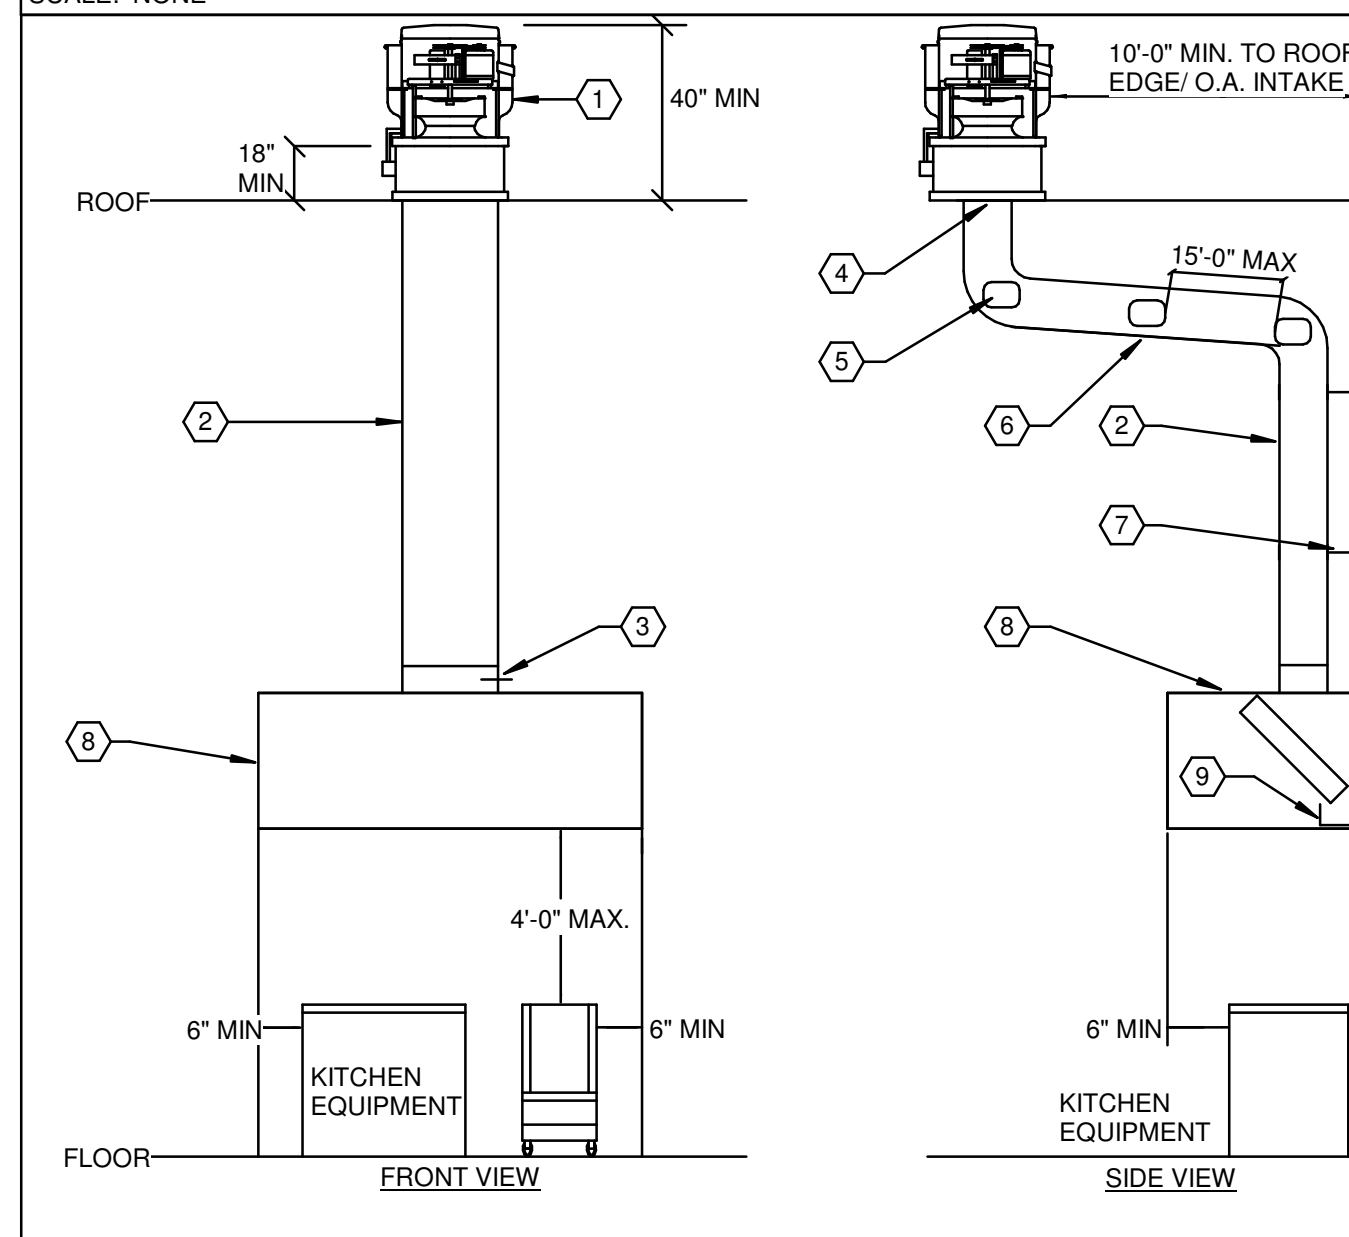 SCALE: NONE
1
40" MIN
18"
MIN
ROOF
2
3
8
4'-0" MAX.
6" MIN
6" MIN
KITCHEN
EQUIPMENT
FLOOR
FRONT VIEW
10'-0" MIN. TO ROOF
EDGE/ O.A. INTAKE
4
15'-0" MAX
5
6
2
7
8
9
6" MIN
KITCHEN
EQUIPMENT
SIDE VIEW